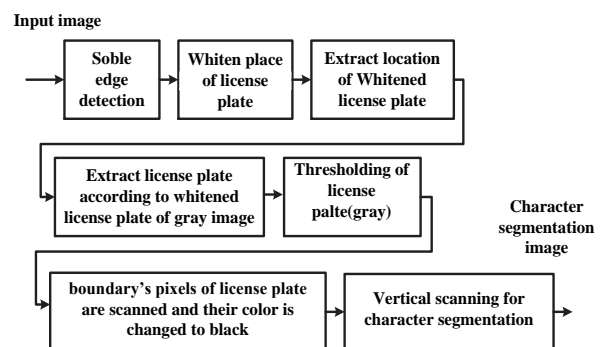 Input image
Soble
edge
detection
Whiten place
of license
plate
Extract location
of Whitened
license plate
Extract license plate
according to whitened
license plate of gray image
Thresholding of
license
palte(gray)
Character
segmentation
image
boundary's pixels of license plate
are scanned and their color is
changed to black
Vertical scanning for
character segmentation